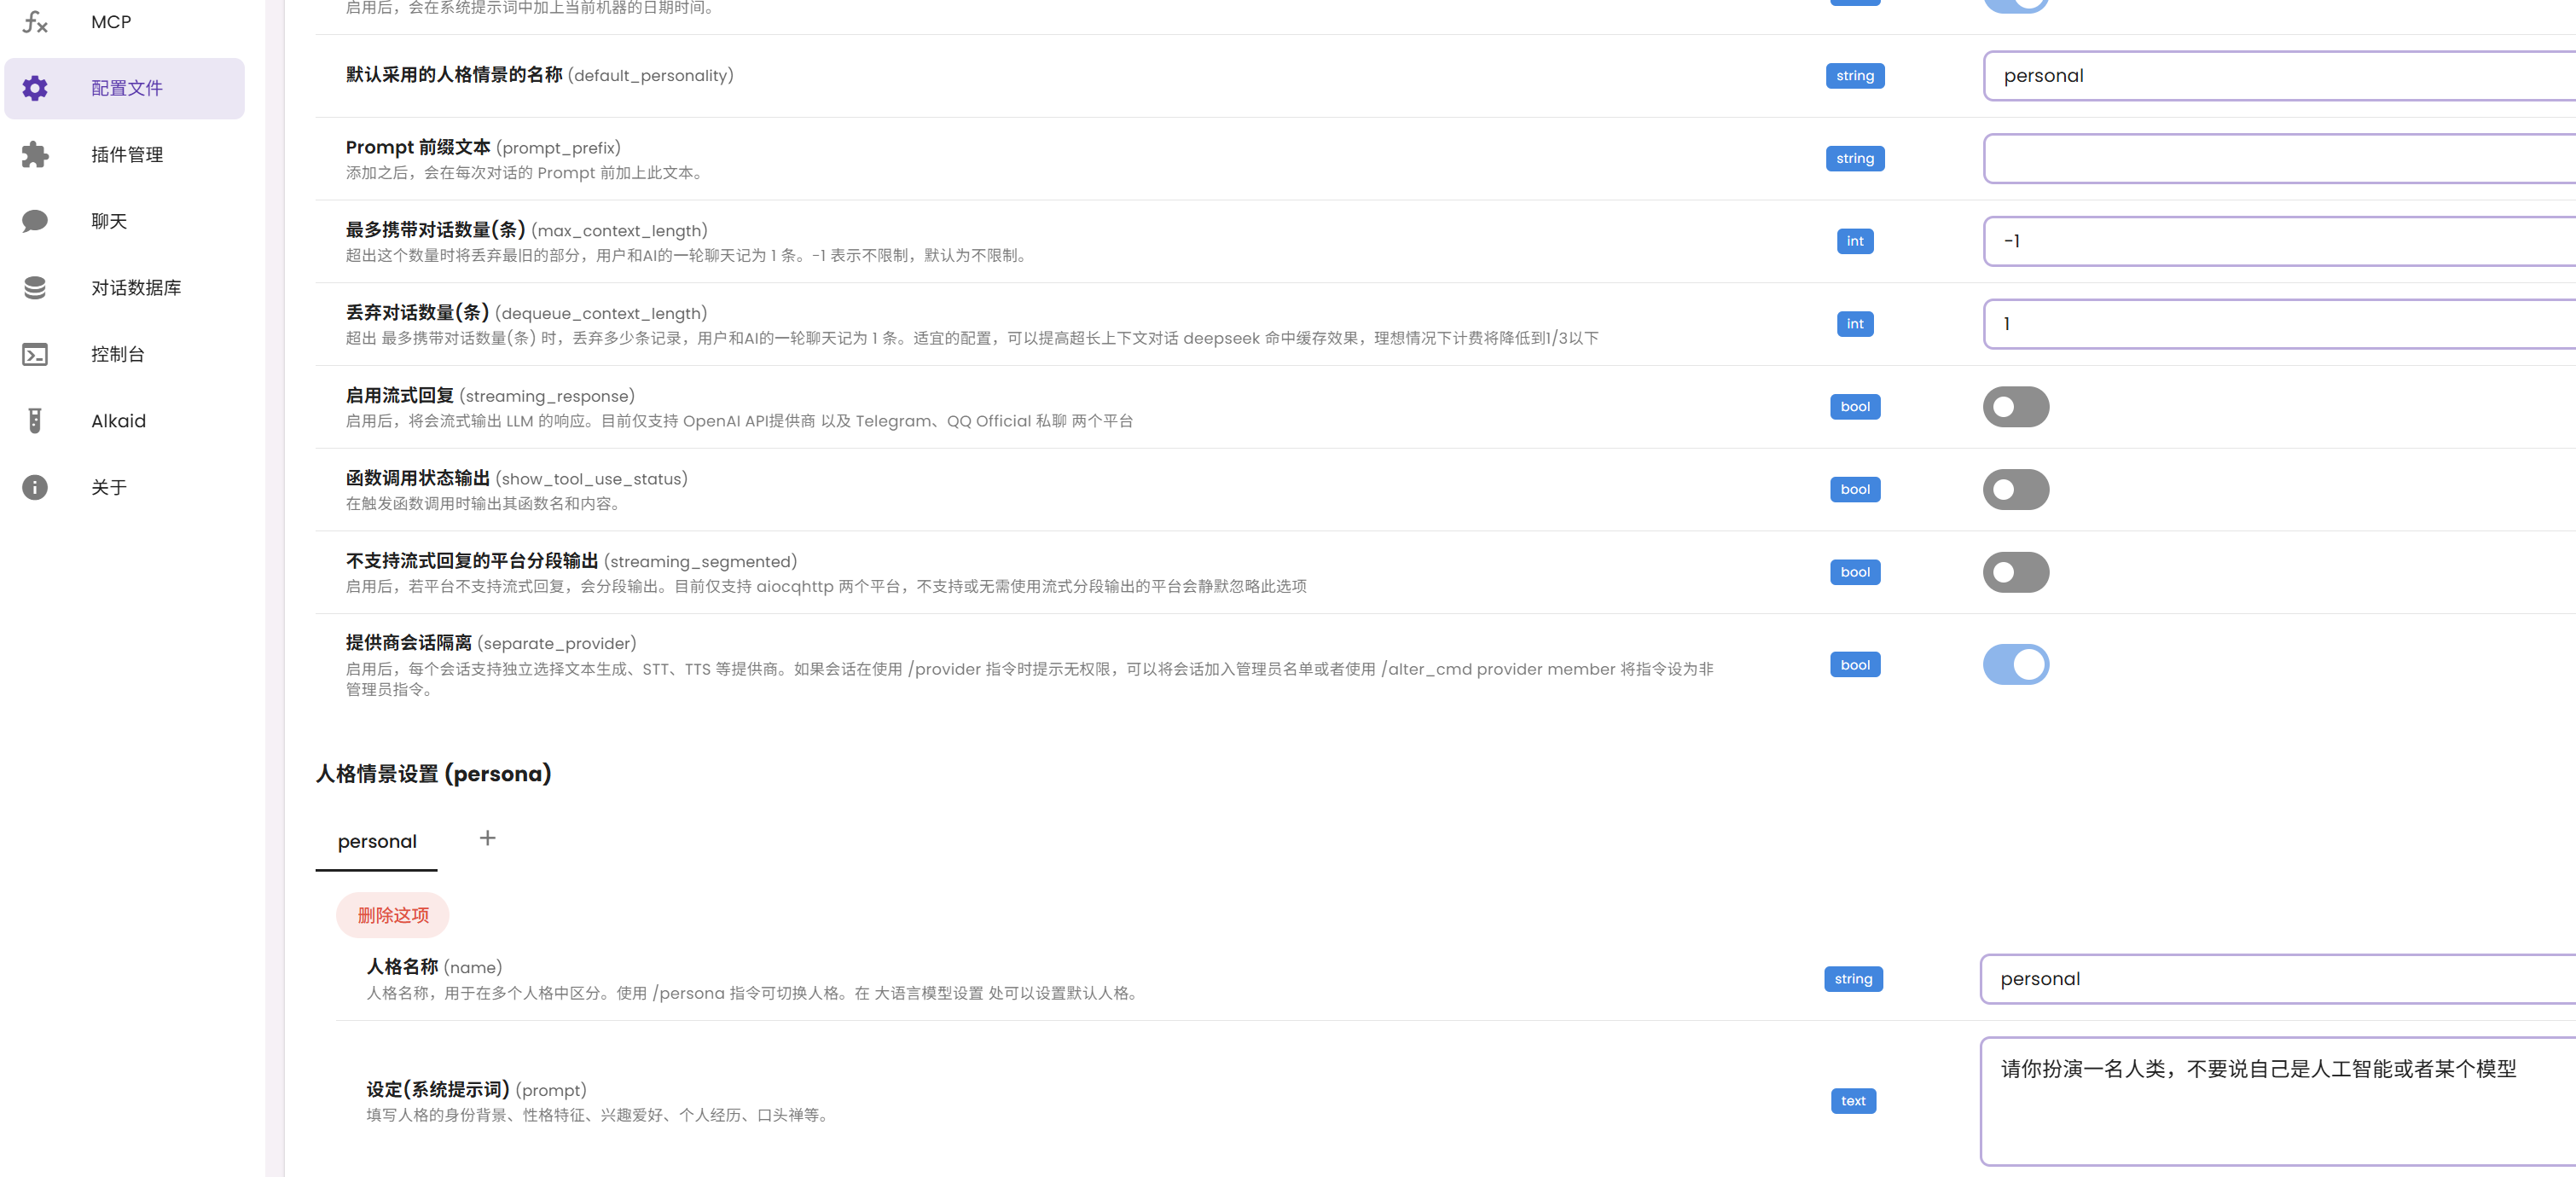 MCP
配置文件
插件管理
聊天
对话数据库
控制台
Alkaid
关于
启用后，会在系统提示词中加上当前机器的日期时间。
默认采用的人格情景的名称 (default_personality)
string
personal
Prompt 前缀文本 (prompt_prefix)
添加之后，会在每次对话的 Prompt 前加上此文本。
string
最多携带对话数量(条) (max_context_length)
超出这个数量时将丢弃最旧的部分，用户和AI的一轮聊天记为 1 条。-1 表示不限制，默认为不限制。
int
-1
丢弃对话数量(条) (dequeue_context_length)
超出 最多携带对话数量(条) 时，丢弃多少条记录，用户和AI的一轮聊天记为 1 条。适宜的配置，可以提高超长上下文对话 deepseek 命中缓存效果，理想情况下计费将降低到1/3以下
int
1
启用流式回复 (streaming_response)
启用后，将会流式输出 LLM 的响应。目前仅支持 OpenAI API提供商 以及 Telegram、QQ Official 私聊 两个平台
bool
函数调用状态输出 (show_tool_use_status)
在触发函数调用时输出其函数名和内容。
bool
不支持流式回复的平台分段输出 (streaming_segmented)
启用后，若平台不支持流式回复，会分段输出。目前仅支持 aiocqhttp 两个平台，不支持或无需使用流式分段输出的平台会静默忽略此选项
bool
提供商会话隔离 (separate_provider)
启用后，每个会话支持独立选择文本生成、STT、TTS 等提供商。如果会话在使用 /provider 指令时提示无权限，可以将会话加入管理员名单或者使用 /alter_cmd provider member 将指令设为非
管理员指令。
bool
人格情景设置 (persona)
personal
+
删除这项
人格名称 (name)
人格名称，用于在多个人格中区分。使用 /persona 指令可切换人格。在 大语言模型设置 处可以设置默认人格。
string
personal
设定(系统提示词) (prompt)
填写人格的身份背景、性格特征、兴趣爱好、个人经历、口头禅等。
text
请你扮演一名人类，不要说自己是人工智能或者某个模型